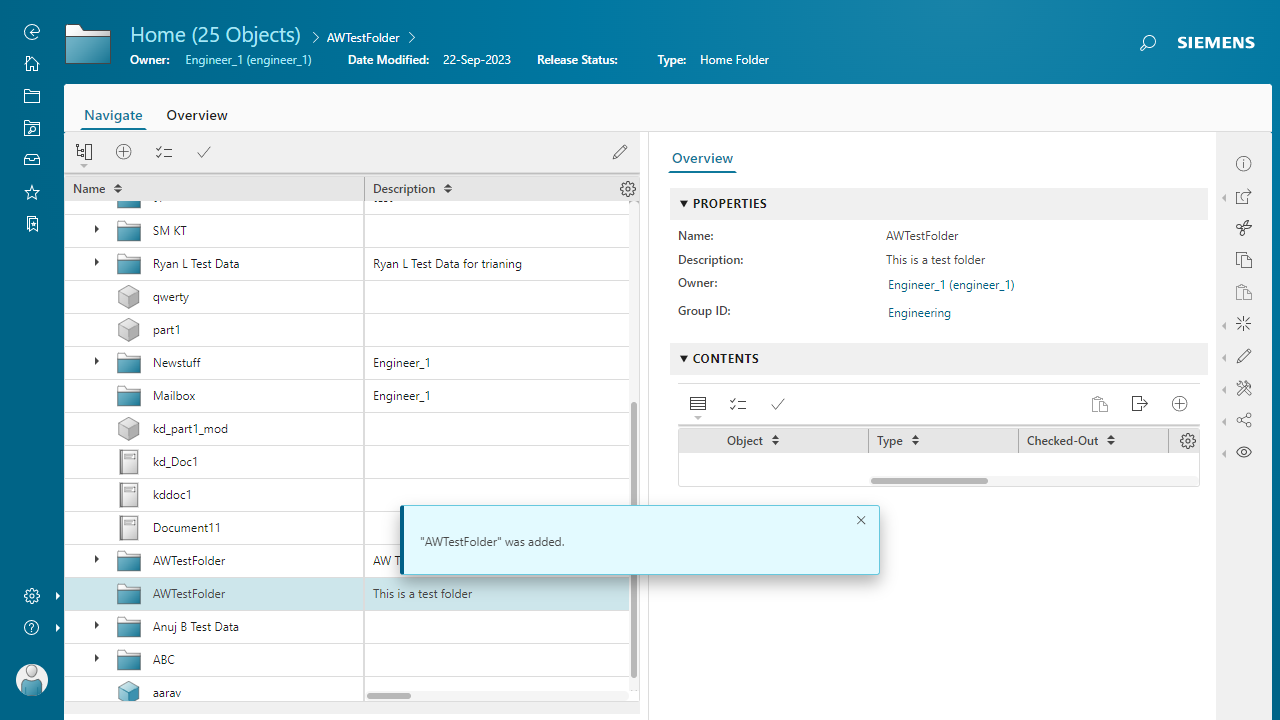 Home (25 Objects) AWTestFolder
SIEMENS
Owner: Engineer_1 (engineer_1) Date Modified: 22-Sep-2023 Release Status: Type: Home Folder
Navigate Overview
Overview
Name Description
PROPERTIES
Name: AWTestFolder
Description: This is a test folder
Owner: Engineer_1 (engineer_1)
Group ID: Engineering
CONTENTS
Object Type Checked-Out
SM KT
Ryan L Test Data Ryan L Test Data for trianing
qwerty
part1
Newstuff Engineer_1
Mailbox Engineer_1
kd_part1_mod
kd_Doc1
kddoc1
Document11
AWTestFolder AW T
AWTestFolder This is a test folder
Anuj B Test Data
ABC
aarav
"AWTestFolder" was added.